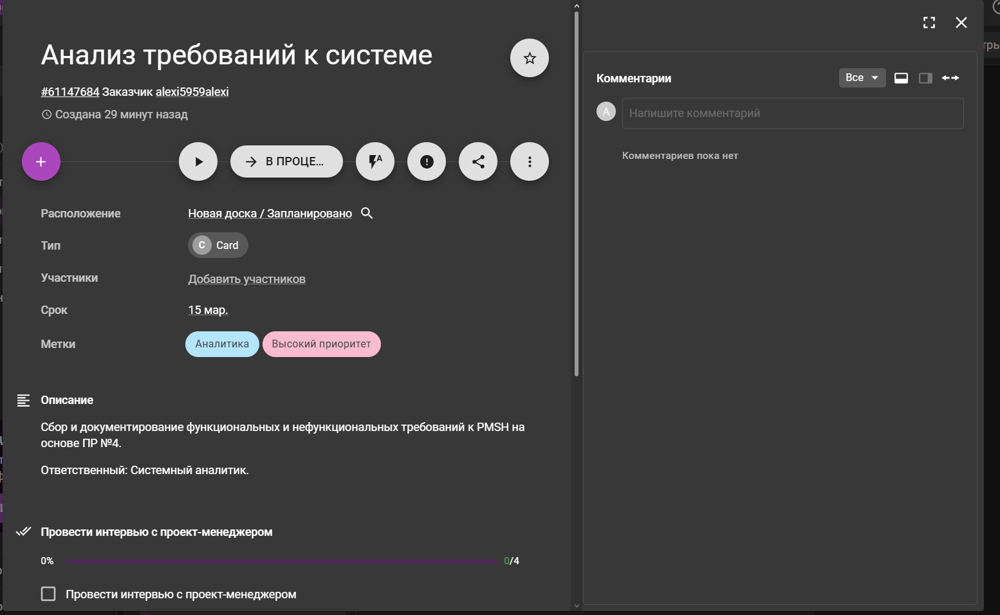 Анализ требований к системе
#61147684 Заказчик alexi5959alexi
Создана 29 минут назад
В ПРОЦЕ...
Расположение
Новая доска / Запланировано
Тип
C Card
Участники
Добавить участников
Срок
15 мар.
Метки
Аналитика
Высокий приоритет
Описание
Сбор и документирование функциональных и нефункциональных требований к PMSH на
основе ПР №4.
Ответственный: Системный аналитик.
Провести интервью с проект-менеджером
0%
0/4
Провести интервью с проект-менеджером
Комментарии
Все
A
Напишите комментарий
Комментариев пока нет